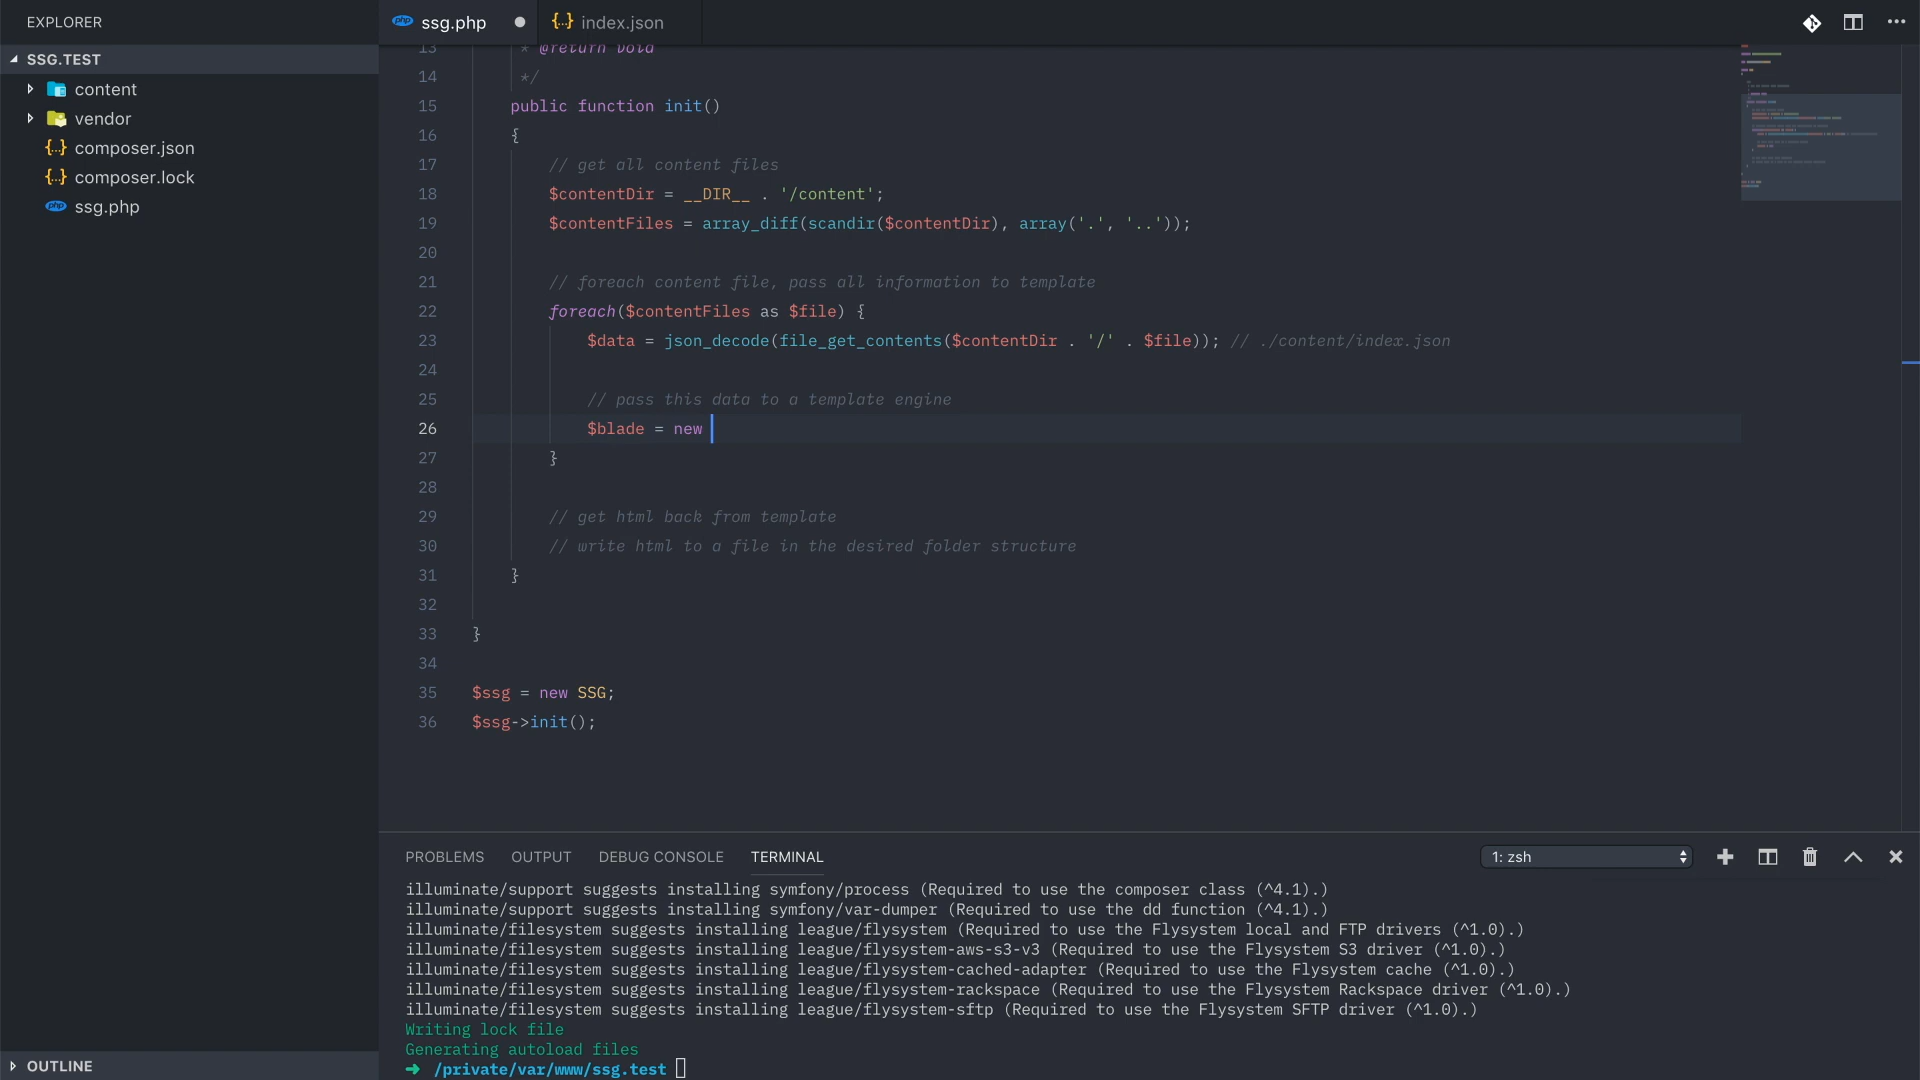 EXPLORER
SSG.TEST
content
vendor
{..} composer.json
{..} composer.lock
php ssg.php
OUTLINE
php ssg.php
{..} index.json
13 * @return void
14 */
15 public function init()
16 {
17 // get all content files
18 $contentDir = __DIR__ . '/content';
19 $contentFiles = array_diff(scandir($contentDir), array('.', '..'));
20
21 // foreach content file, pass all information to template
22 foreach($contentFiles as $file) {
23 $data = json_decode(file_get_contents($contentDir . '/' . $file)); // ./content/index.json
24
25 // pass this data to a template engine
26 $blade = new
27 }
28
29 // get html back from template
30 // write html to a file in the desired folder structure
31 }
32
33 }
34
35 $ssg = new SSG;
36 $ssg->init();
PROBLEMS OUTPUT DEBUG CONSOLE TERMINAL 1: zsh
illuminate/support suggests installing symfony/process (Required to use the composer class (^4.1).)
illuminate/support suggests installing symfony/var-dumper (Required to use the dd function (^4.1).)
illuminate/filesystem suggests installing league/flysystem (Required to use the Flysystem local and FTP drivers (^1.0).)
illuminate/filesystem suggests installing league/flysystem-aws-s3-v3 (Required to use the Flysystem S3 driver (^1.0).)
illuminate/filesystem suggests installing league/flysystem-cached-adapter (Required to use the Flysystem cache (^1.0).)
illuminate/filesystem suggests installing league/flysystem-rackspace (Required to use the Flysystem Rackspace driver (^1.0).)
illuminate/filesystem suggests installing league/flysystem-sftp (Required to use the Flysystem SFTP driver (^1.0).)
Writing lock file
Generating autoload files
➜ /private/var/www/ssg.test